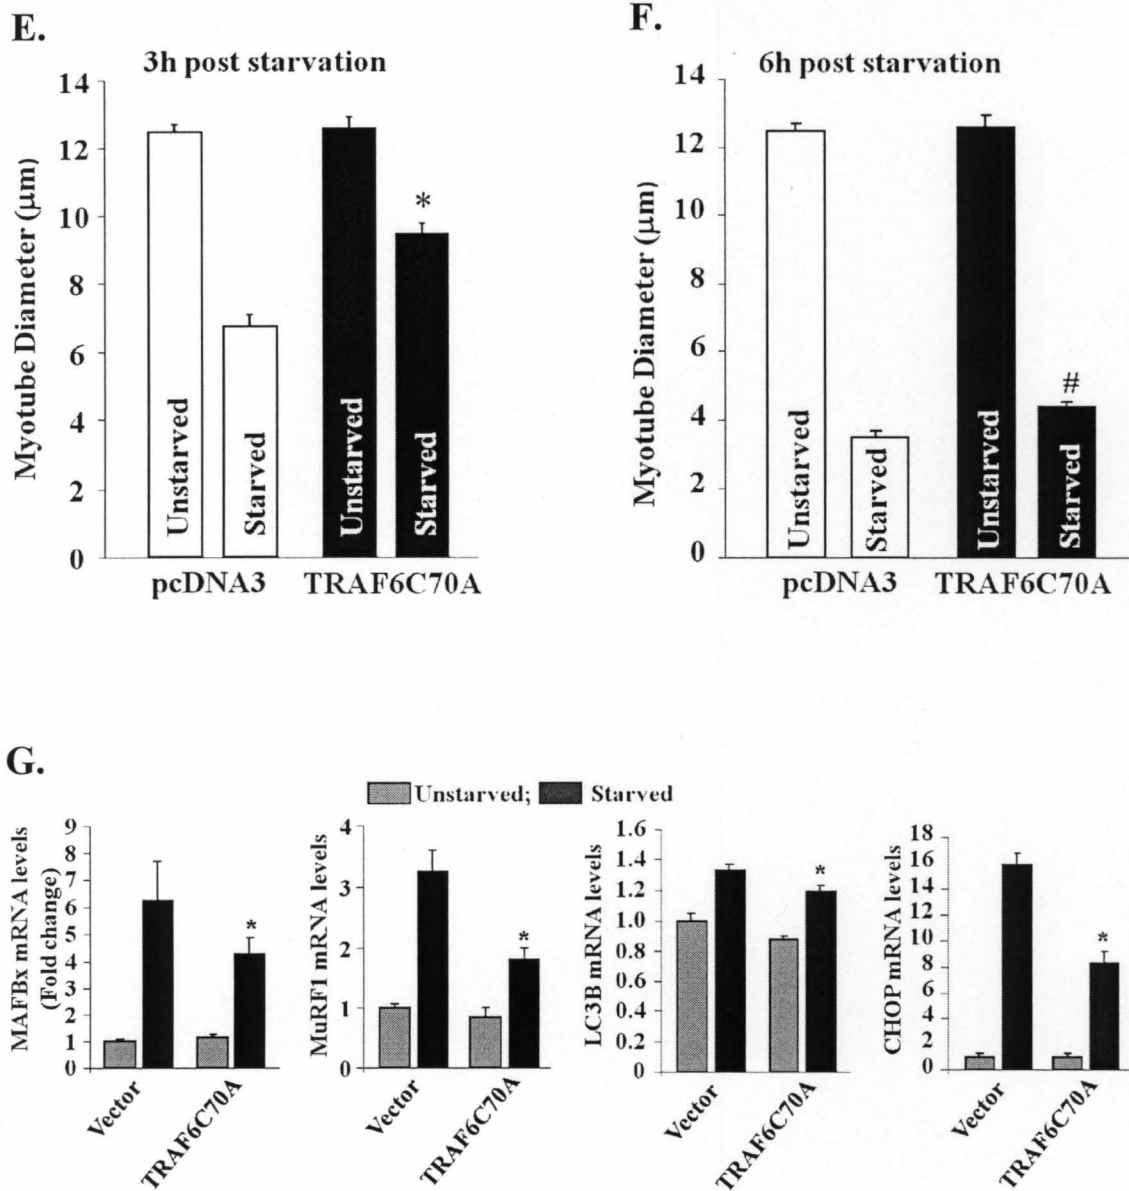 E.
3h post starvation
Myotube Diameter (μm)
14
12
10
8
6
4
2
0
*
Unstarved
Starved
Unstarved
Starved
pcDNA3
TRAF6C70A
F.
6h post starvation
Myotube Diameter (μm)
14
12
10
8
6
4
2
0
#
Unstarved
Starved
Unstarved
Starved
pcDNA3
TRAF6C70A
G.
Unstarved; Starved
MAFBx mRNA levels
(Fold change)
9
8
7
6
5
4
3
2
1
0
*
Vector
TRAF6C70A
MuRF1 mRNA levels
4
3
2
1
0
*
Vector
TRAF6C70A
LC3B mRNA levels
1.6
1.4
1.2
1.0
0.8
0.6
0.4
0.2
0
*
Vector
TRAF6C70A
CHOP mRNA levels
18
16
14
12
10
8
6
4
2
0
*
Vector
TRAF6C70A